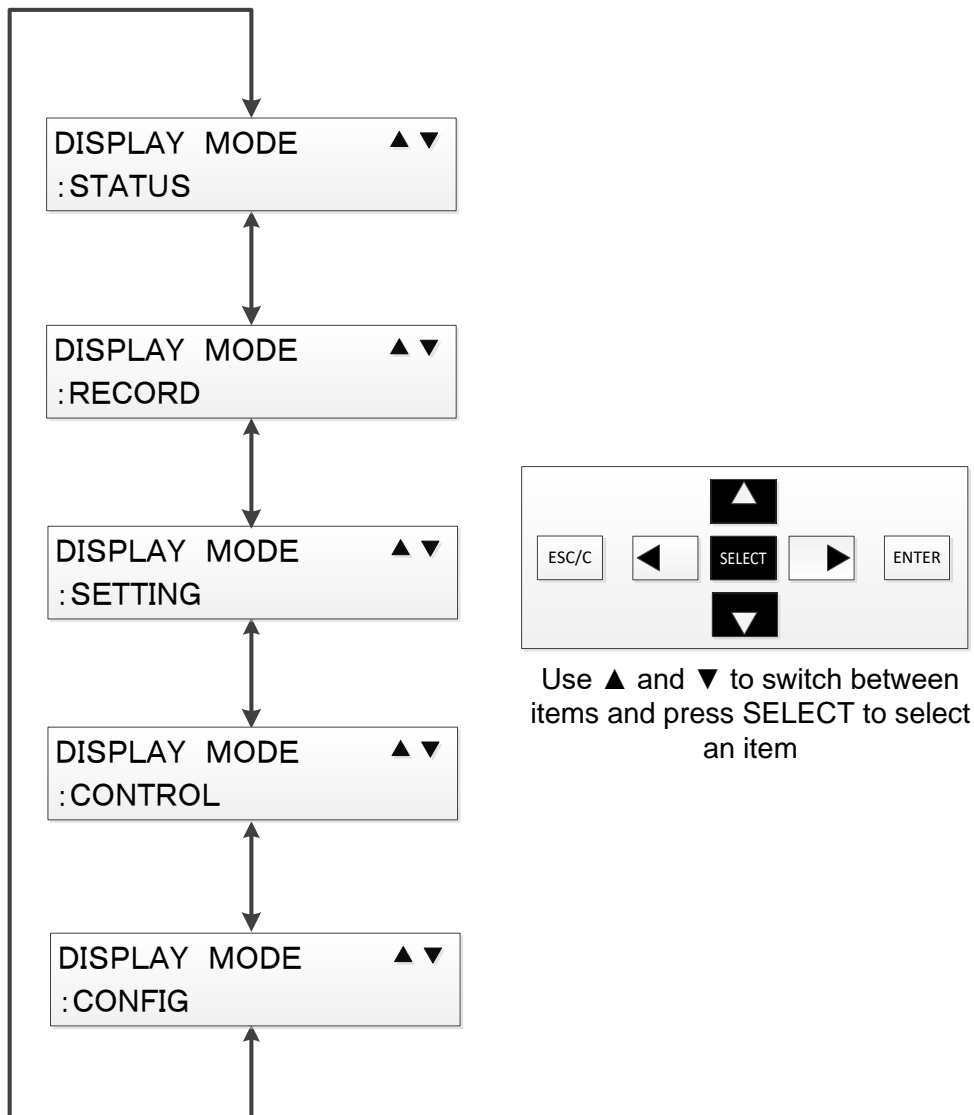 DISPLAY MODE ▲ ▼
:STATUS
DISPLAY MODE ▲ ▼
:RECORD
DISPLAY MODE ▲ ▼
:SETTING
DISPLAY MODE ▲ ▼
:CONTROL
DISPLAY MODE ▲ ▼
:CONFIG
ESC/C SELECT ENTER
Use ▲ and ▼ to switch between
items and press SELECT to select
an item